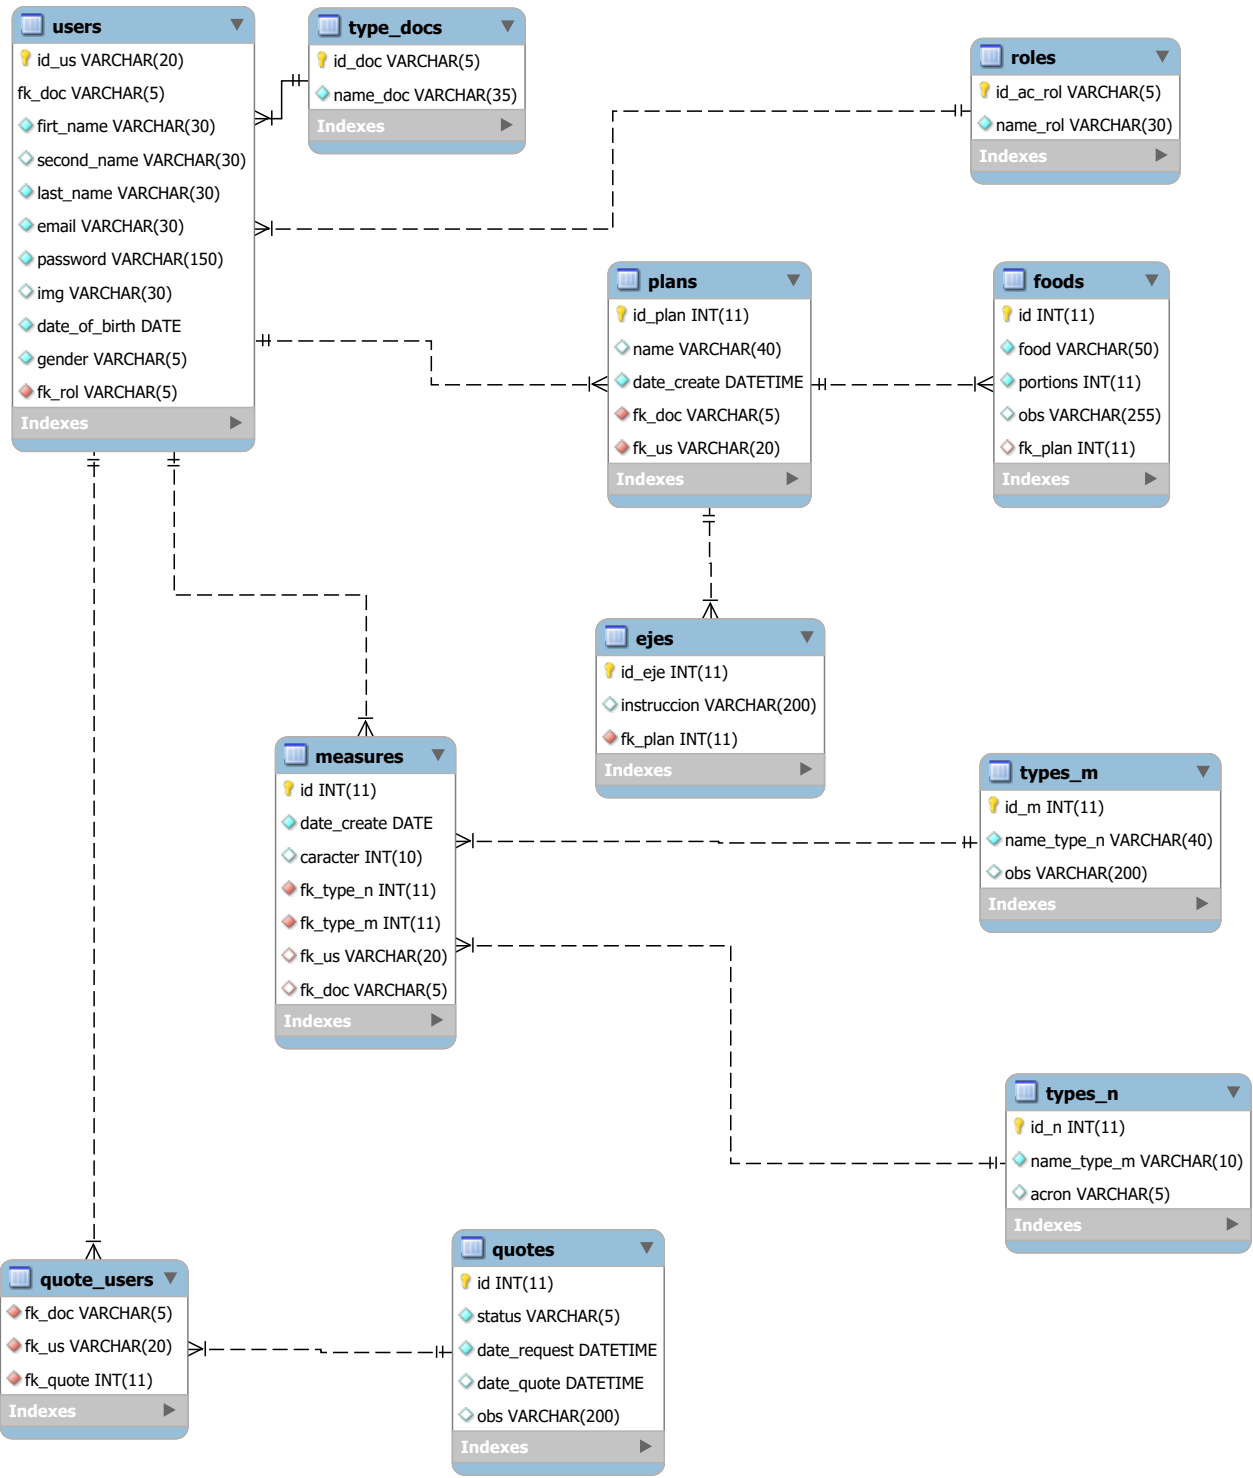 users
id_us VARCHAR(20)
fk_doc VARCHAR(5)
firt_name VARCHAR(30)
second_name VARCHAR(30)
last_name VARCHAR(30)
email VARCHAR(30)
password VARCHAR(150)
img VARCHAR(30)
date_of_birth DATE
gender VARCHAR(5)
fk_rol VARCHAR(5)
Indexes
type_docs
id_doc VARCHAR(5)
name_doc VARCHAR(35)
Indexes
roles
id_ac_rol VARCHAR(5)
name_rol VARCHAR(30)
Indexes
plans
id_plan INT(11)
name VARCHAR(40)
date_create DATETIME
fk_doc VARCHAR(5)
fk_us VARCHAR(20)
Indexes
foods
id INT(11)
food VARCHAR(50)
portions INT(11)
obs VARCHAR(255)
fk_plan INT(11)
Indexes
ejes
id_eje INT(11)
instruccion VARCHAR(200)
fk_plan INT(11)
Indexes
measures
id INT(11)
date_create DATE
caracter INT(10)
fk_type_n INT(11)
fk_type_m INT(11)
fk_us VARCHAR(20)
fk_doc VARCHAR(5)
Indexes
types_m
id_m INT(11)
name_type_n VARCHAR(40)
obs VARCHAR(200)
Indexes
types_n
id_n INT(11)
name_type_m VARCHAR(10)
acron VARCHAR(5)
Indexes
quote_users
fk_doc VARCHAR(5)
fk_us VARCHAR(20)
fk_quote INT(11)
Indexes
quotes
id INT(11)
status VARCHAR(5)
date_request DATETIME
date_quote DATETIME
obs VARCHAR(200)
Indexes